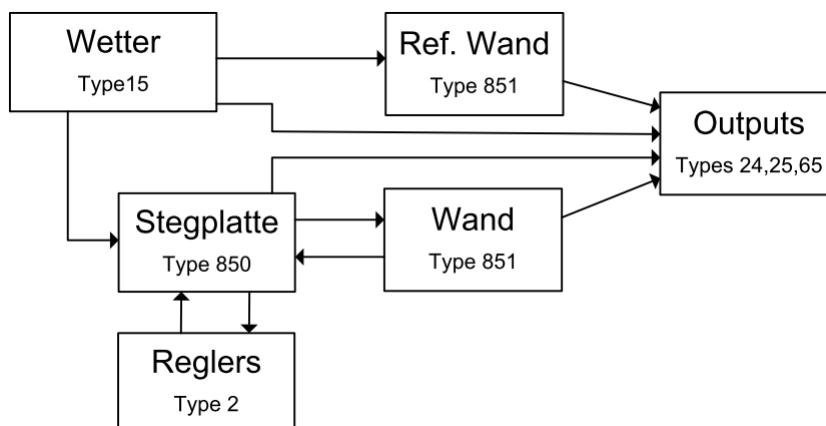 Wetter
Type15
Ref. Wand
Type 851
Outputs
Types 24,25,65
Stegplatte
Type 850
Wand
Type 851
Reglers
Type 2